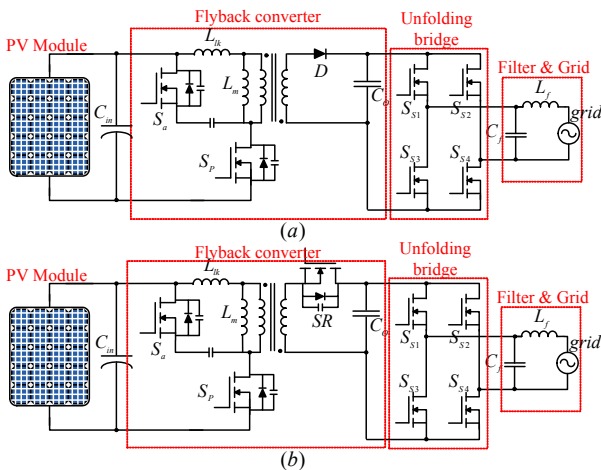 Flyback converter
Unfolding
bridge
PV Module
Filter & Grid
L_lk
L_m
D
C_in
C_O
S_a
S_P
S_S1
S_S2
S_S3
S_S4
L_f
C_f
grid
(a)
Flyback converter
Unfolding
bridge
PV Module
Filter & Grid
L_lk
L_m
SR
C_in
C_O
S_a
S_P
S_S1
S_S2
S_S3
S_S4
L_f
C_f
grid
(b)